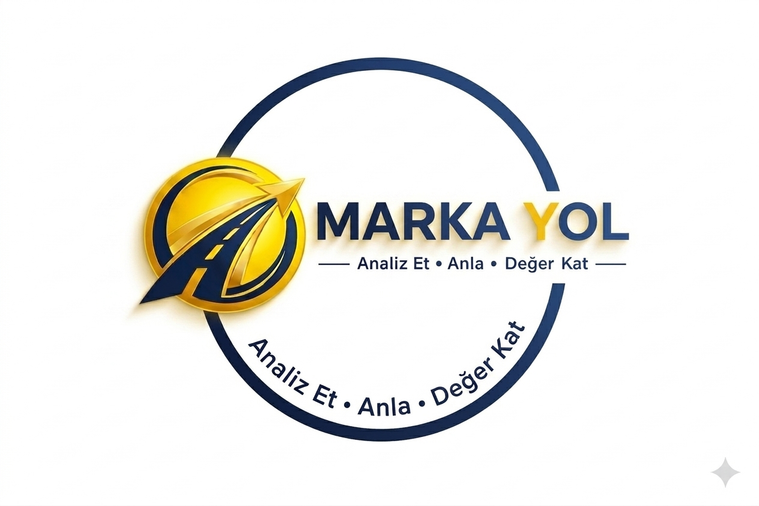 MARKA YOL
Analiz Et • Anla • Değer Kat
Analiz Et • Anla • Değer Kat